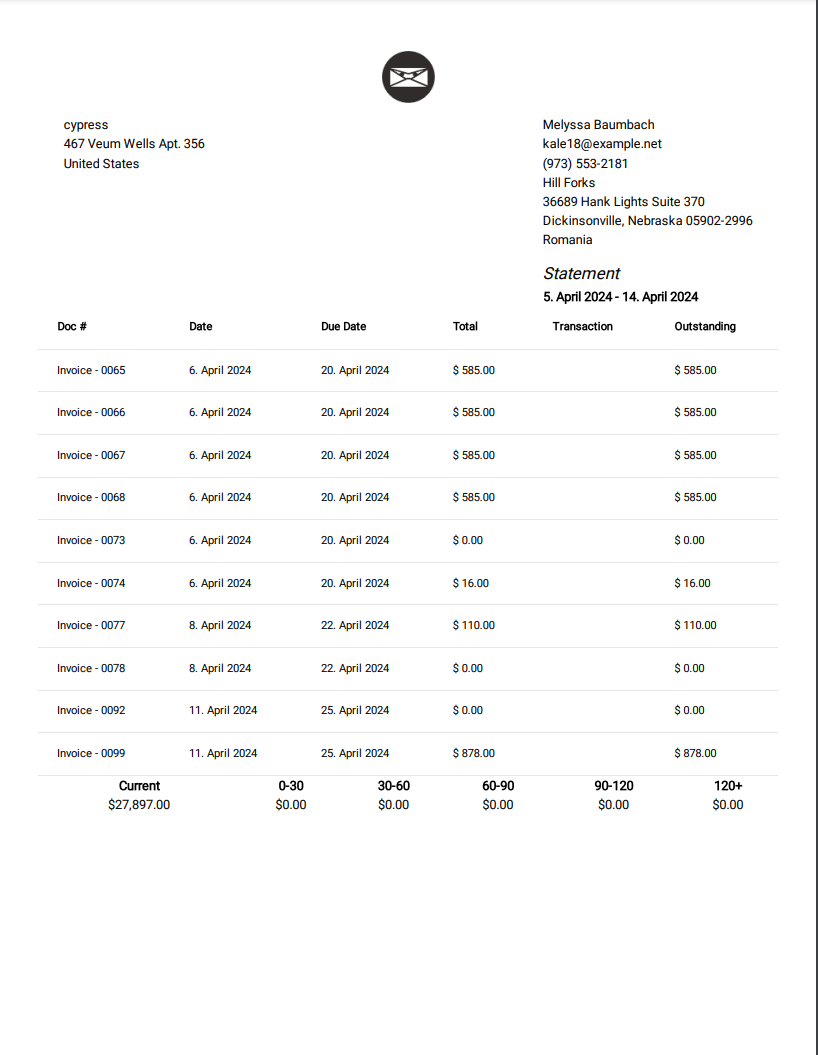 cypress
467 Veum Wells Apt. 356
United States
Melyssa Baumbach
kale18@example.net
(973) 553-2181
Hill Forks
36689 Hank Lights Suite 370
Dickinsonville, Nebraska 05902-2996
Romania
Statement
5. April 2024 - 14. April 2024
Doc # Date Due Date Total Transaction Outstanding
Invoice - 0065 6. April 2024 20. April 2024 $ 585.00 $ 585.00
Invoice - 0066 6. April 2024 20. April 2024 $ 585.00 $ 585.00
Invoice - 0067 6. April 2024 20. April 2024 $ 585.00 $ 585.00
Invoice - 0068 6. April 2024 20. April 2024 $ 585.00 $ 585.00
Invoice - 0073 6. April 2024 20. April 2024 $ 0.00 $ 0.00
Invoice - 0074 6. April 2024 20. April 2024 $ 16.00 $ 16.00
Invoice - 0077 8. April 2024 22. April 2024 $ 110.00 $ 110.00
Invoice - 0078 8. April 2024 22. April 2024 $ 0.00 $ 0.00
Invoice - 0092 11. April 2024 25. April 2024 $ 0.00 $ 0.00
Invoice - 0099 11. April 2024 25. April 2024 $ 878.00 $ 878.00
Current 0-30 30-60 60-90 90-120 120+
$27,897.00 $0.00 $0.00 $0.00 $0.00 $0.00